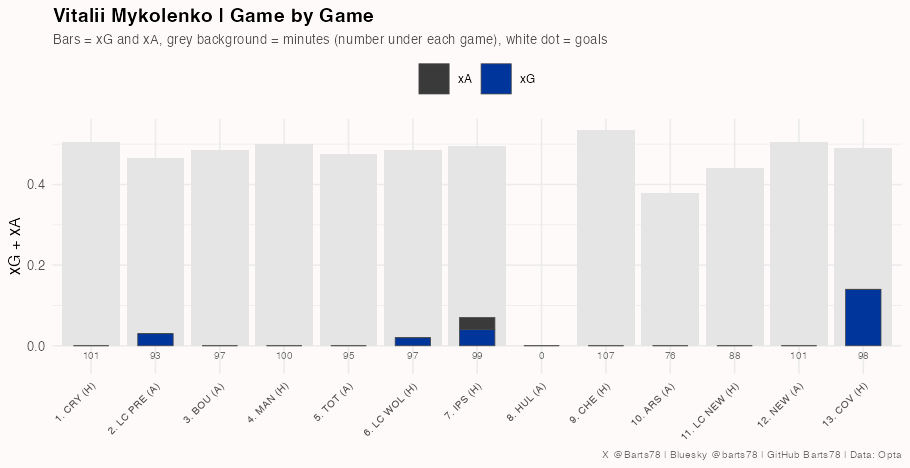 Vitalii Mykolenko | Game by Game
Bars = xG and xA, grey background = minutes (number under each game), white dot = goals
xA xG
xG + xA
0.4
0.2
0.0
101 93 97 100 95 97 99 0 107 76 88 101 98
1. CRY (H)
2. LC PRE (A)
3. BOU (A)
4. MAN (H)
5. TOT (A)
6. LC WOL (H)
7. IPS (H)
8. HUL (A)
9. CHE (H)
10. ARS (A)
11. LC NEW (H)
12. NEW (A)
13. COV (H)
X @Barts78 | Bluesky @barts78 | GitHub Barts78 | Data: Opta